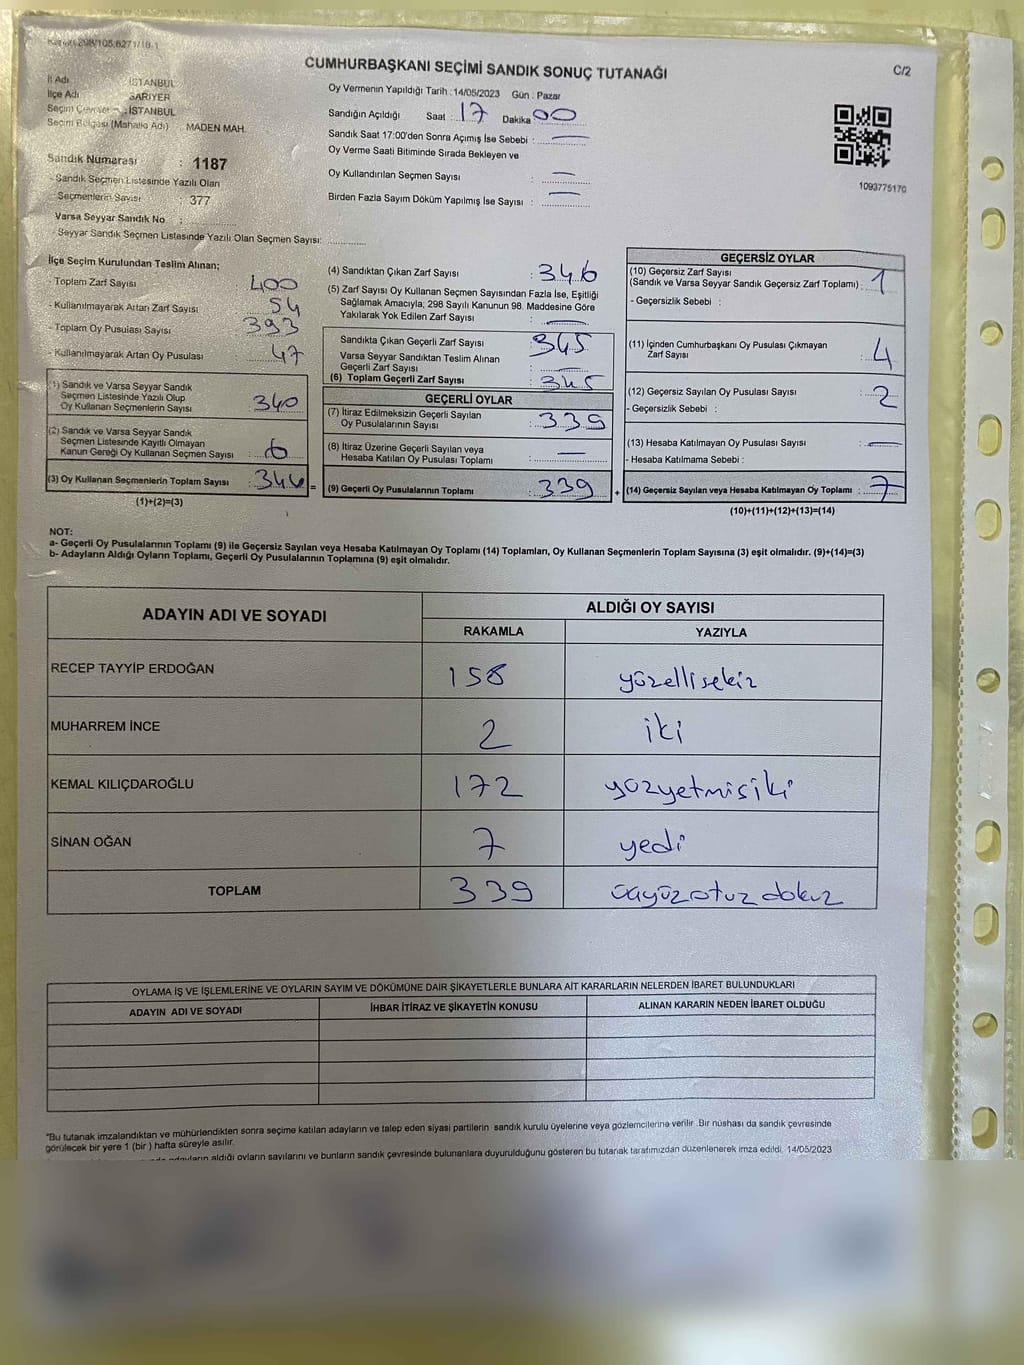 CUMHURBAŞKANI SEÇİMİ SANDIK SONUÇ TUTANAĞI
C/2
İl Adı : İSTANBUL
İlçe Adı SARIYER
Seçim : İSTANBUL
Seçim Bölgesi (Mahalle Adı) MADEN MAH.
Sandık Numarası : 1187
- Sandık Seçmen Listesinde Yazılı Olan
Seçmenlerin Sayısı 377
Varsa Seyyar Sandık No :
- Seyyar Sandık Seçmen Listesinde Yazılı Olan Seçmen Sayısı:
Oy Vermenin Yapıldığı Tarih : 14/05/2023 Gün : Pazar
Sandığın Açıldığı Saat : 17 Dakika 00
Sandık Saat 17:00'den Sonra Açımış İse Sebebi : —
Oy Verme Saati Bitiminde Sırada Bekleyen ve
Oy Kullandırılan Seçmen Sayısı : —
Birden Fazla Sayım Döküm Yapılmış İse Sayısı : —
1093775170
İlçe Seçim Kurulundan Teslim Alınan;
- Toplam Zarf Sayısı 400
- Kullanılmayarak Artan Zarf Sayısı 54
- Toplam Oy Pusulası Sayısı 393
- Kullanılmayarak Artan Oy Pusulası : 47
(1) Sandık ve Varsa Seyyar Sandık
Seçmen Listesinde Yazılı Olup
Oy Kullanan Seçmenlerin Sayısı 340
(2) Sandık ve Varsa Seyyar Sandık
Seçmen Listesinde Kayıtlı Olmayan
Kanun Gereği Oy Kullanan Seçmen Sayısı : 6
(3) Oy Kullanan Seçmenlerin Toplam Sayısı : 346 =
(1)+(2)=(3)
(4) Sandıktan Çıkan Zarf Sayısı : 346
(5) Zarf Sayısı Oy Kullanan Seçmen Sayısından Fazla İse, Eşitliği
Sağlamak Amacıyla, 298 Sayılı Kanunun 98. Maddesine Göre
Yakılarak Yok Edilen Zarf Sayısı : —
Sandıkta Çıkan Geçerli Zarf Sayısı : 345
Varsa Seyyar Sandıktan Teslim Alınan
Geçerli Zarf Sayısı : —
(6) Toplam Geçerli Zarf Sayısı : 345
GEÇERLİ OYLAR
(7) İtiraz Edilmeksizin Geçerli Sayılan
Oy Pusulalarının Sayısı : 339
(8) İtiraz Üzerine Geçerli Sayılan veya
Hesaba Katılan Oy Pusulası Toplamı : —
(9) Geçerli Oy Pusulalarının Toplamı : 339 +
GEÇERSİZ OYLAR
(10) Geçersiz Zarf Sayısı
(Sandık ve Varsa Seyyar Sandık Geçersiz Zarf Toplamı) : 1
- Geçersizlik Sebebi :
(11) İçinden Cumhurbaşkanı Oy Pusulası Çıkmayan
Zarf Sayısı : 4
(12) Geçersiz Sayılan Oy Pusulası Sayısı : 2
- Geçersizlik Sebebi :
(13) Hesaba Katılmayan Oy Pusulası Sayısı : —
- Hesaba Katılmama Sebebi :
(14) Geçersiz Sayılan veya Hesaba Katılmayan Oy Toplamı : 7
(10)+(11)+(12)+(13)=(14)
NOT:
a- Geçerli Oy Pusulalarının Toplamı (9) ile Geçersiz Sayılan veya Hesaba Katılmayan Oy Toplamı (14) Toplamları, Oy Kullanan Seçmenlerin Toplam Sayısına (3) eşit olmalıdır. (9)+(14)=(3)
b- Adayların Aldığı Oyların Toplamı, Geçerli Oy Pusulalarının Toplamına (9) eşit olmalıdır.
ADAYIN ADI VE SOYADI ALDIĞI OY SAYISI
RAKAMLA YAZIYLA
RECEP TAYYİP ERDOĞAN 158 yüzellisekiz
MUHARREM İNCE 2 iki
KEMAL KILIÇDAROĞLU 172 yüzyetmişiki
SİNAN OĞAN 7 yedi
TOPLAM 339 üçyüzotuz dokuz
OYLAMA İŞ VE İŞLEMLERİNE VE OYLARIN SAYIM VE DÖKÜMÜNE DAİR ŞİKAYETLERLE BUNLARA AİT KARARLARIN NELERDEN İBARET BULUNDUKLARI
ADAYIN ADI VE SOYADI İHBAR İTİRAZ VE ŞİKAYETİN KONUSU ALINAN KARARIN NEDEN İBARET OLDUĞU
*Bu tutanak imzalandıktan ve mühürlendikten sonra seçime katılan adayların ve talep eden siyasi partilerin sandık kurulu üyelerine veya gözlemcilerine verilir. Bir nüshası da sandık çevresinde
görülecek bir yere 1 (bir) hafta süreyle asılır.
adayların aldığı oyların sayılarını ve bunların sandık çevresinde bulunanlara duyurulduğunu gösteren bu tutanak tarafımızdan düzenlenerek imza edildi. 14/05/2023